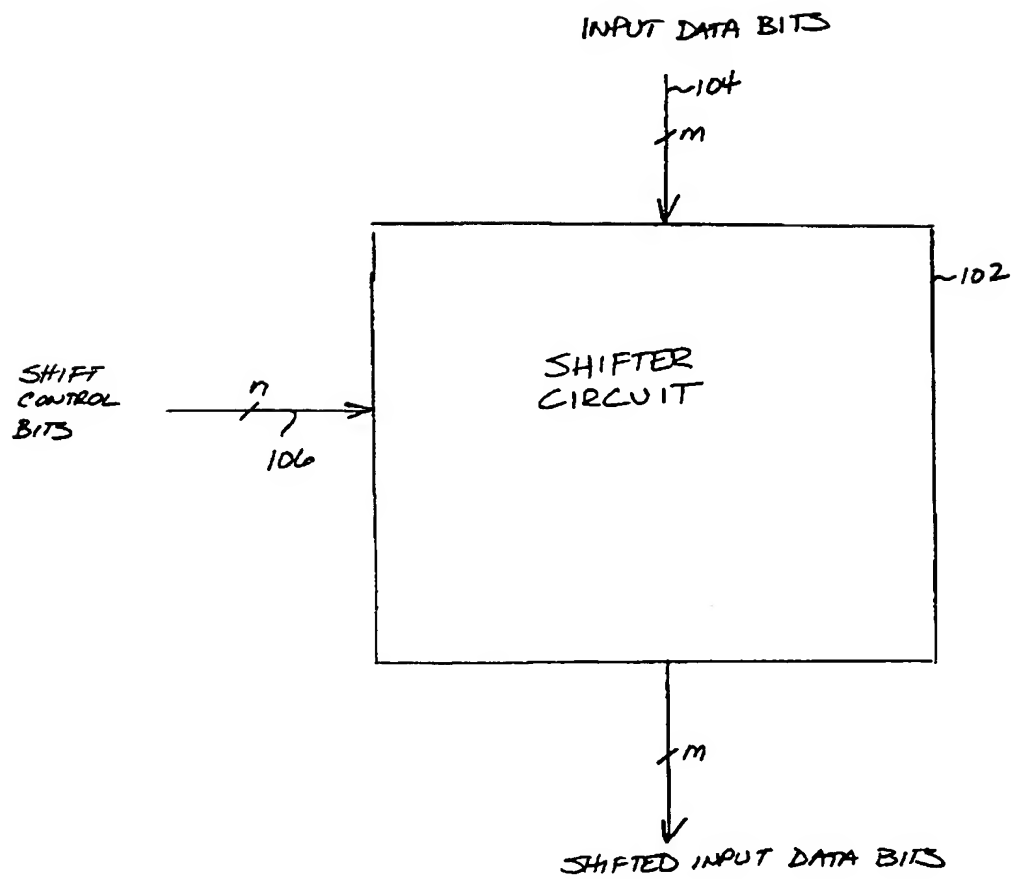 INPUT DATA BITS
104
m
102
SHIFTER
CIRCUIT
SHIFT
CONTROL
BITS
n
106
m
SHIFTED INPUT DATA BITS